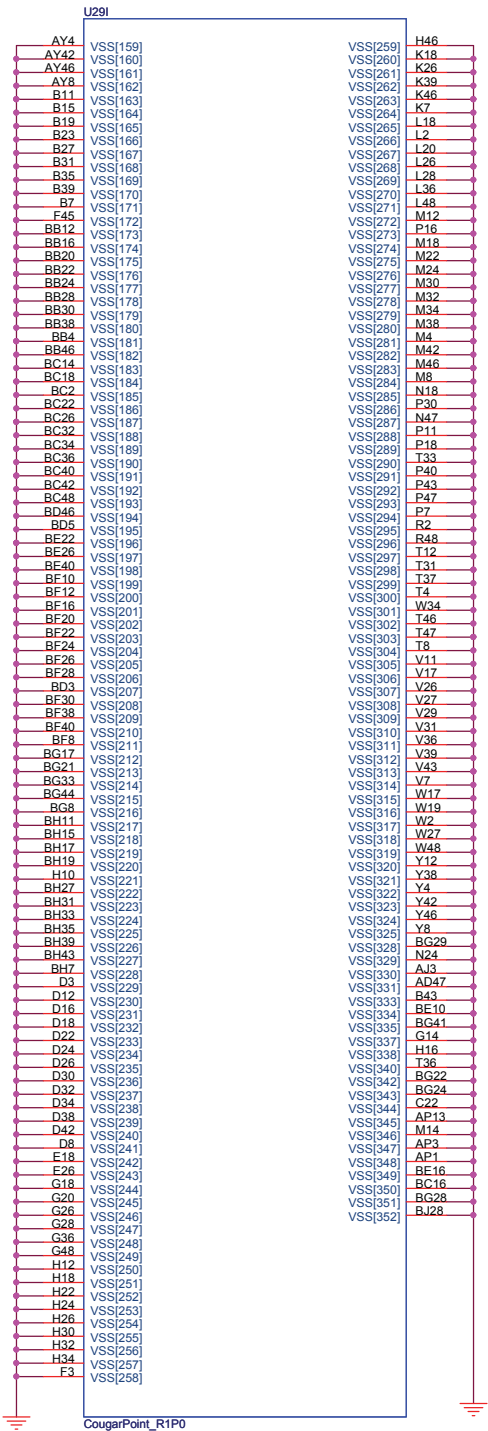 U29I
AY4 VSS[159]
AY42 VSS[160]
AY46 VSS[161]
AY8 VSS[162]
B11 VSS[163]
B15 VSS[164]
B19 VSS[165]
B23 VSS[166]
B27 VSS[167]
B31 VSS[168]
B35 VSS[169]
B39 VSS[170]
B7 VSS[171]
F45 VSS[172]
BB12 VSS[173]
BB16 VSS[174]
BB20 VSS[175]
BB22 VSS[176]
BB24 VSS[177]
BB28 VSS[178]
BB30 VSS[179]
BB38 VSS[180]
BB4 VSS[181]
BB46 VSS[182]
BC14 VSS[183]
BC18 VSS[184]
BC2 VSS[185]
BC22 VSS[186]
BC26 VSS[187]
BC32 VSS[188]
BC34 VSS[189]
BC36 VSS[190]
BC40 VSS[191]
BC42 VSS[192]
BC48 VSS[193]
BD46 VSS[194]
BD5 VSS[195]
BE22 VSS[196]
BE26 VSS[197]
BE40 VSS[198]
BF10 VSS[199]
BF12 VSS[200]
BF16 VSS[201]
BF20 VSS[202]
BF22 VSS[203]
BF24 VSS[204]
BF26 VSS[205]
BF28 VSS[206]
BD3 VSS[207]
BF30 VSS[208]
BF38 VSS[209]
BF40 VSS[210]
BF8 VSS[211]
BG17 VSS[212]
BG21 VSS[213]
BG33 VSS[214]
BG44 VSS[215]
BG8 VSS[216]
BH11 VSS[217]
BH15 VSS[218]
BH17 VSS[219]
BH19 VSS[220]
H10 VSS[221]
BH27 VSS[222]
BH31 VSS[223]
BH33 VSS[224]
BH35 VSS[225]
BH39 VSS[226]
BH43 VSS[227]
BH7 VSS[228]
D3 VSS[229]
D12 VSS[230]
D16 VSS[231]
D18 VSS[232]
D22 VSS[233]
D24 VSS[234]
D26 VSS[235]
D30 VSS[236]
D32 VSS[237]
D34 VSS[238]
D38 VSS[239]
D42 VSS[240]
D8 VSS[241]
E18 VSS[242]
E26 VSS[243]
G18 VSS[244]
G20 VSS[245]
G26 VSS[246]
G28 VSS[247]
G36 VSS[248]
G48 VSS[249]
H12 VSS[250]
H18 VSS[251]
H22 VSS[252]
H24 VSS[253]
H26 VSS[254]
H30 VSS[255]
H32 VSS[256]
H34 VSS[257]
F3 VSS[258]
VSS[259] H46
VSS[260] K18
VSS[261] K26
VSS[262] K39
VSS[263] K46
VSS[264] K7
VSS[265] L18
VSS[266] L2
VSS[267] L20
VSS[268] L26
VSS[269] L28
VSS[270] L36
VSS[271] L48
VSS[272] M12
VSS[273] P16
VSS[274] M18
VSS[275] M22
VSS[276] M24
VSS[277] M30
VSS[278] M32
VSS[279] M34
VSS[280] M38
VSS[281] M4
VSS[282] M42
VSS[283] M46
VSS[284] M8
VSS[285] N18
VSS[286] P30
VSS[287] N47
VSS[288] P11
VSS[289] P18
VSS[290] T33
VSS[291] P40
VSS[292] P43
VSS[293] P47
VSS[294] P7
VSS[295] R2
VSS[296] R48
VSS[297] T12
VSS[298] T31
VSS[299] T37
VSS[300] T4
VSS[301] W34
VSS[302] T46
VSS[303] T47
VSS[304] T8
VSS[305] V11
VSS[306] V17
VSS[307] V26
VSS[308] V27
VSS[309] V29
VSS[310] V31
VSS[311] V36
VSS[312] V39
VSS[313] V43
VSS[314] V7
VSS[315] W17
VSS[316] W19
VSS[317] W2
VSS[318] W27
VSS[319] W48
VSS[320] Y12
VSS[321] Y38
VSS[322] Y4
VSS[323] Y42
VSS[324] Y46
VSS[325] Y8
VSS[328] BG29
VSS[329] N24
VSS[330] AJ3
VSS[331] AD47
VSS[333] B43
VSS[334] BE10
VSS[335] BG41
VSS[337] G14
VSS[338] H16
VSS[340] T36
VSS[342] BG22
VSS[343] BG24
VSS[344] C22
VSS[345] AP13
VSS[346] M14
VSS[347] AP3
VSS[348] AP1
VSS[349] BE16
VSS[350] BC16
VSS[351] BG28
VSS[352] BJ28
CougarPoint_R1P0